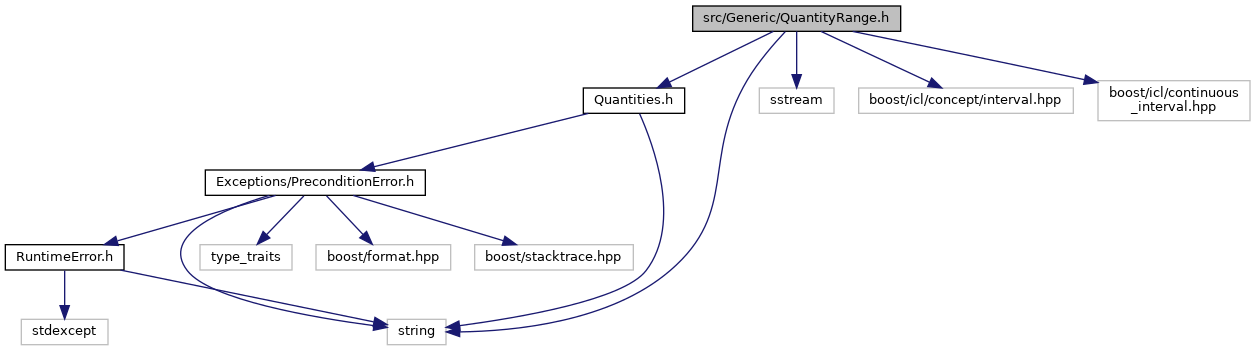 src/Generic/QuantityRange.h
Quantities.h
sstream
boost/icl/concept/interval.hpp
boost/icl/continuous
_interval.hpp
Exceptions/PreconditionError.h
RuntimeError.h
type_traits
boost/format.hpp
boost/stacktrace.hpp
stdexcept
string